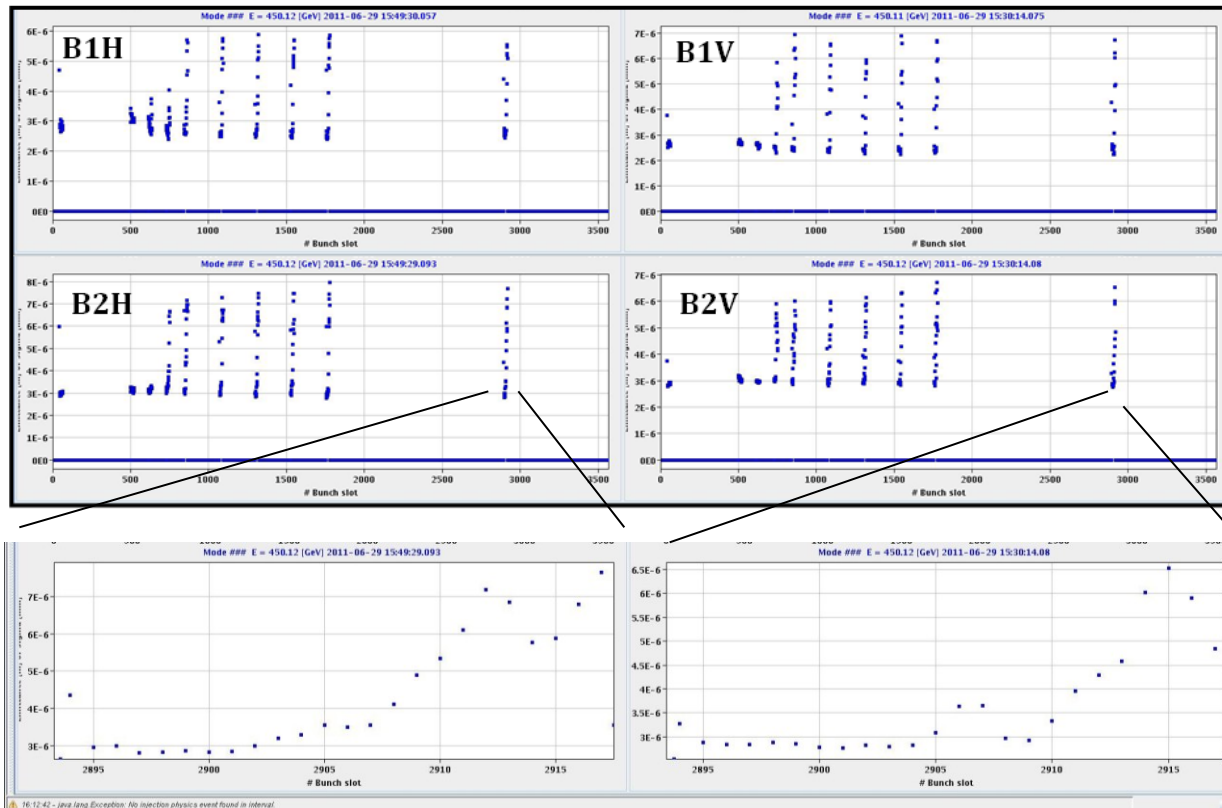 Mode ### E = 450.12 [GeV] 2011-06-29 15:49:30.057
B1H
6E-6
5E-6
4E-6
3E-6
2E-6
1E-6
0E0
0 500 1000 1500 2000 2500 3000 3500
# Bunch slot
Mode ### E = 450.11 [GeV] 2011-06-29 15:30:14.075
B1V
7E-6
6E-6
5E-6
4E-6
3E-6
2E-6
1E-6
0E0
0 500 1000 1500 2000 2500 3000 3500
# Bunch slot
Mode ### E = 450.12 [GeV] 2011-06-29 15:49:29.093
B2H
8E-6
7E-6
6E-6
5E-6
4E-6
3E-6
2E-6
1E-6
0E0
0 500 1000 1500 2000 2500 3000 3500
# Bunch slot
Mode ### E = 450.12 [GeV] 2011-06-29 15:30:14.08
B2V
7E-6
6E-6
5E-6
4E-6
3E-6
2E-6
1E-6
0E0
0 500 1000 1500 2000 2500 3000 3500
# Bunch slot
Mode ### E = 450.12 [GeV] 2011-06-29 15:49:29.093
7E-6
6E-6
5E-6
4E-6
3E-6
2895 2900 2905 2910 2915
# Bunch slot
Mode ### E = 450.12 [GeV] 2011-06-29 15:30:14.08
6.5E-6
6E-6
5.5E-6
5E-6
4.5E-6
4E-6
3.5E-6
3E-6
2895 2900 2905 2910 2915
# Bunch slot
16:12:42 - java.lang.Exception: No injection physics event found in interval.